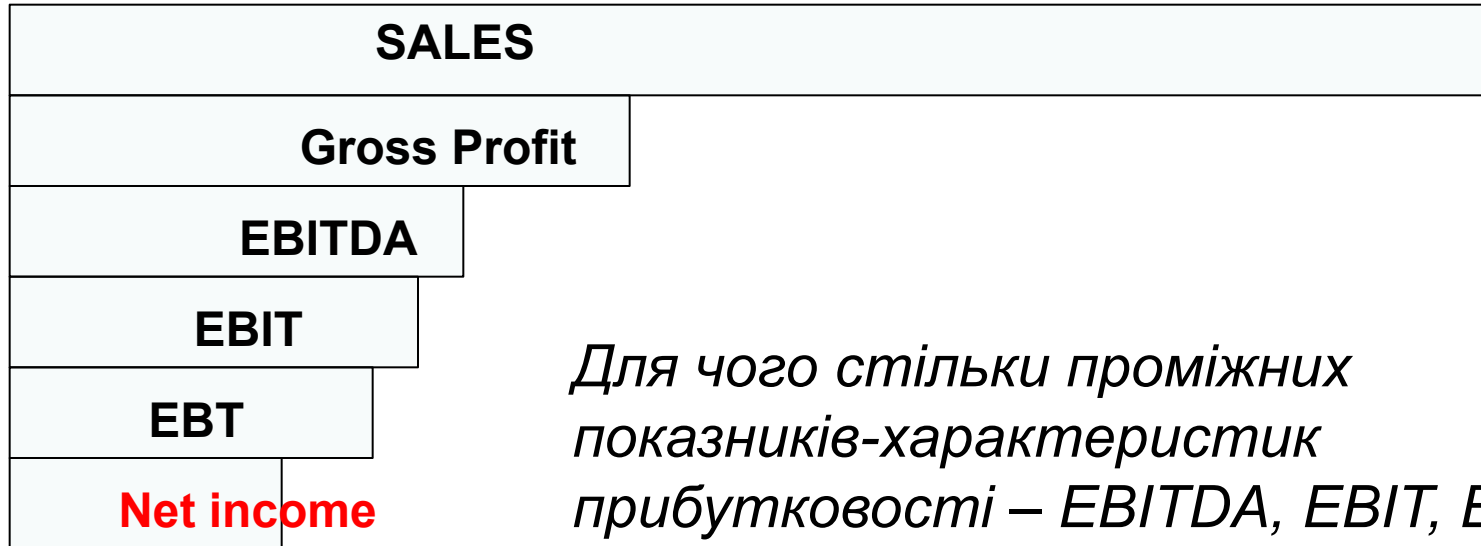 SALES
Gross Profit
EBITDA
EBIT
EBT
Net income
Для чого стільки проміжних
показників-характеристик
прибутковості – EBITDA, EBIT,